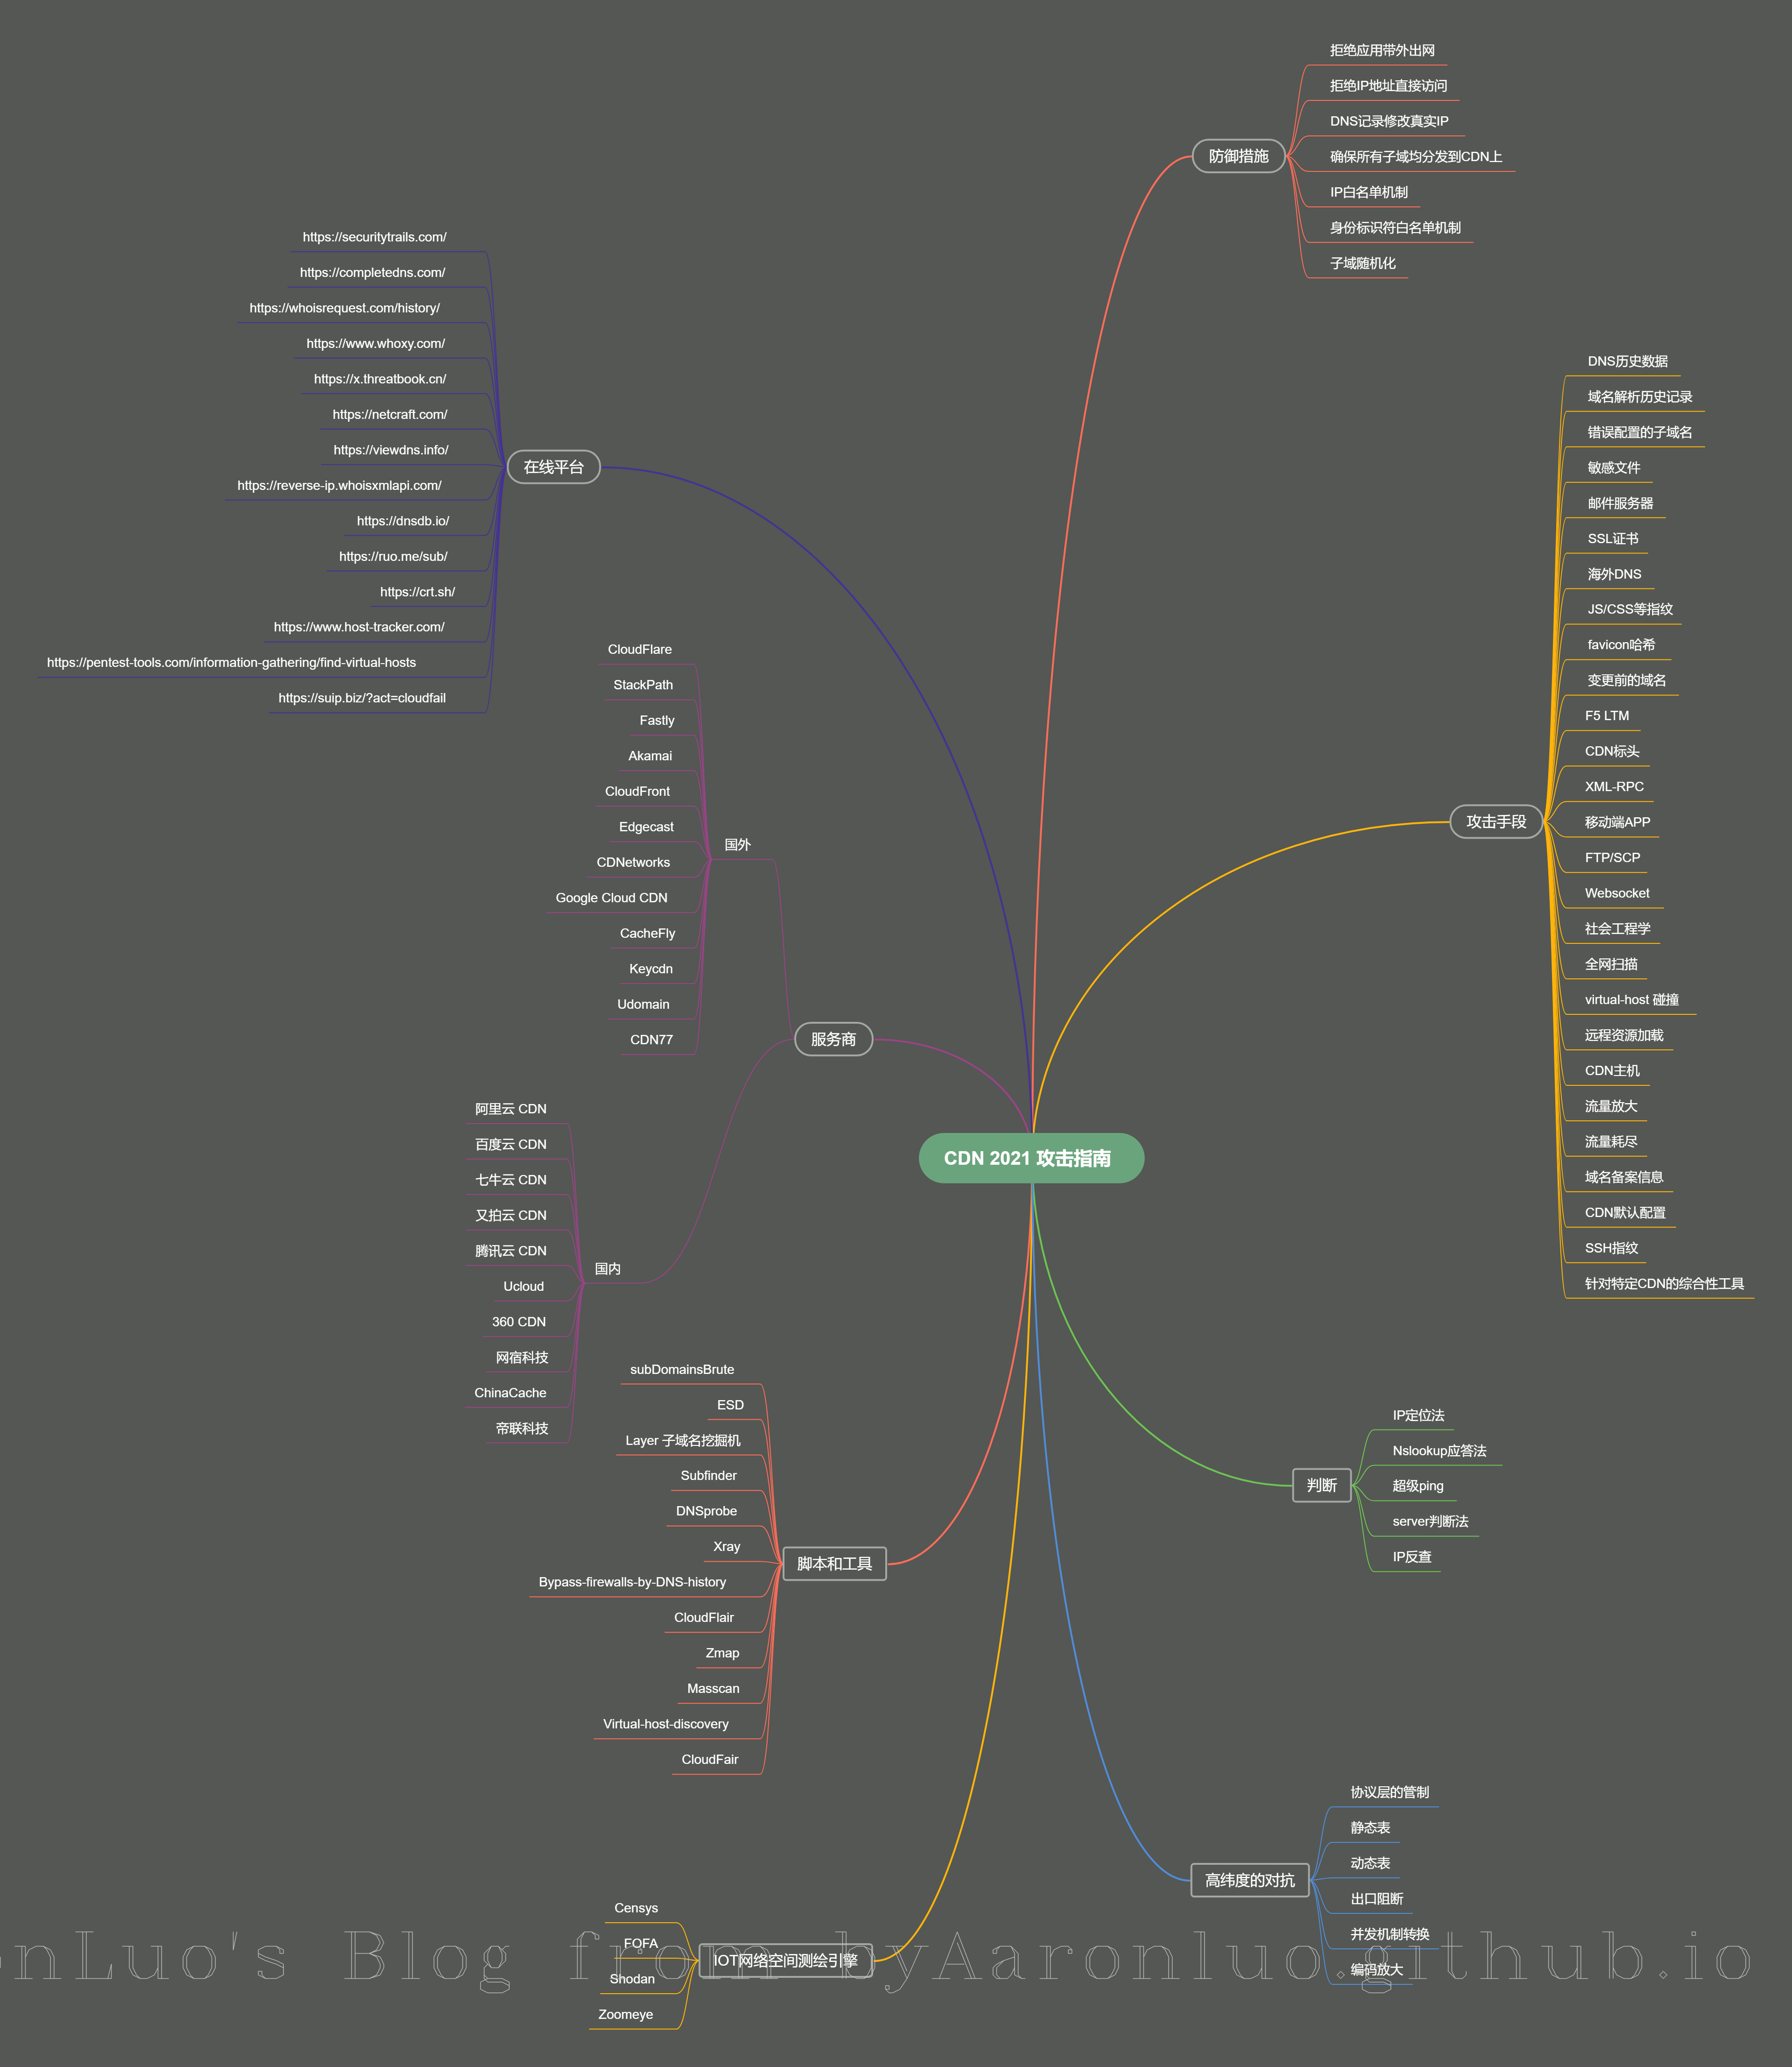 CDN 2021 攻击指南
防御措施
拒绝应用带外出网
拒绝IP地址直接访问
DNS记录修改真实IP
确保所有子域均分发到CDN上
IP白名单机制
身份标识符白名单机制
子域随机化
攻击手段
DNS历史数据
域名解析历史记录
错误配置的子域名
敏感文件
邮件服务器
SSL证书
海外DNS
JS/CSS等指纹
favicon哈希
变更前的域名
F5 LTM
CDN标头
XML-RPC
移动端APP
FTP/SCP
Websocket
社会工程学
全网扫描
virtual-host 碰撞
远程资源加载
CDN主机
流量放大
流量耗尽
域名备案信息
CDN默认配置
SSH指纹
针对特定CDN的综合性工具
判断
IP定位法
Nslookup应答法
超级ping
server判断法
IP反查
高纬度的对抗
协议层的管制
静态表
动态表
出口阻断
并发机制转换
编码放大
在线平台
https://securitytrails.com/
https://completedns.com/
https://whoisrequest.com/history/
https://www.whoxy.com/
https://x.threatbook.cn/
https://netcraft.com/
https://viewdns.info/
https://reverse-ip.whoisxmlapi.com/
https://dnsdb.io/
https://ruo.me/sub/
https://crt.sh/
https://www.host-tracker.com/
https://pentest-tools.com/information-gathering/find-virtual-hosts
https://suip.biz/?act=cloudfail
服务商
国外
CloudFlare
StackPath
Fastly
Akamai
CloudFront
Edgecast
CDNetworks
Google Cloud CDN
CacheFly
Keycdn
Udomain
CDN77
国内
阿里云 CDN
百度云 CDN
七牛云 CDN
又拍云 CDN
腾讯云 CDN
Ucloud
360 CDN
网宿科技
ChinaCache
帝联科技
脚本和工具
subDomainsBrute
ESD
Layer 子域名挖掘机
Subfinder
DNSprobe
Xray
Bypass-firewalls-by-DNS-history
CloudFlair
Zmap
Masscan
Virtual-host-discovery
CloudFair
IOT网络空间测绘引擎
Censys
FOFA
Shodan
Zoomeye
nLuo's Blog from byAaronluo.github.io